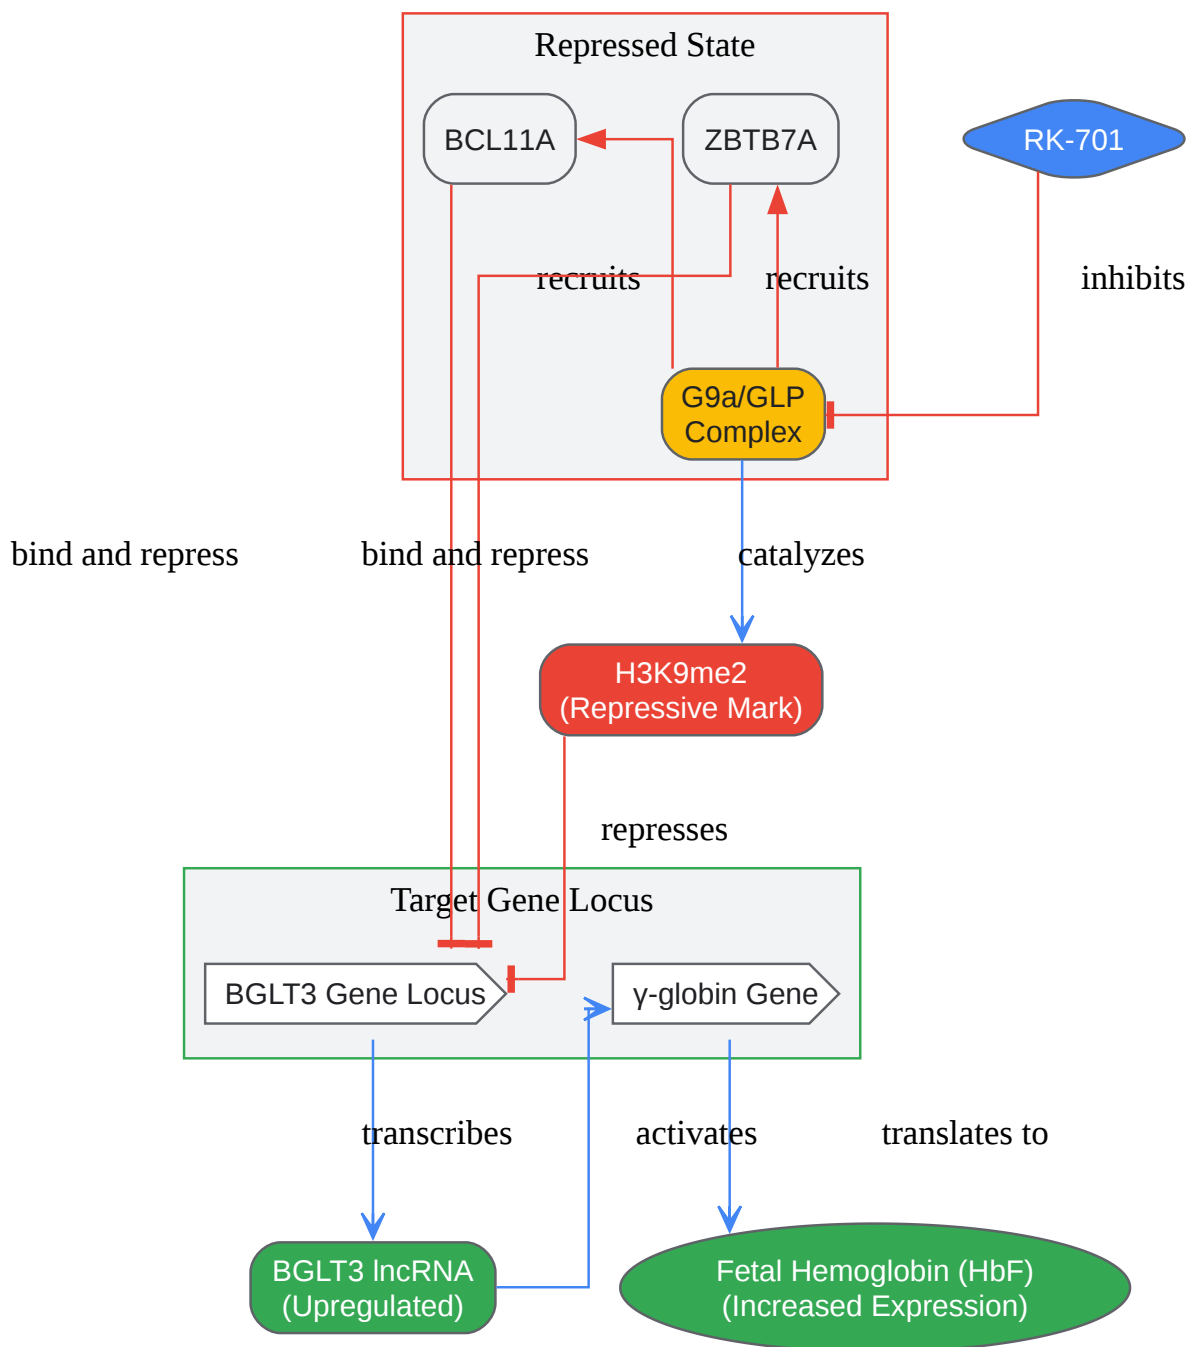 Repressed State
BCL11A
ZBTB7A
RK-701
recruits
recruits
inhibits
G9a/GLP
Complex
bind and repress
bind and repress
catalyzes
H3K9me2
(Repressive Mark)
represses
Target Gene Locus
BGLT3 Gene Locus
γ-globin Gene
transcribes
activates
translates to
BGLT3 lncRNA
(Upregulated)
Fetal Hemoglobin (HbF)
(Increased Expression)